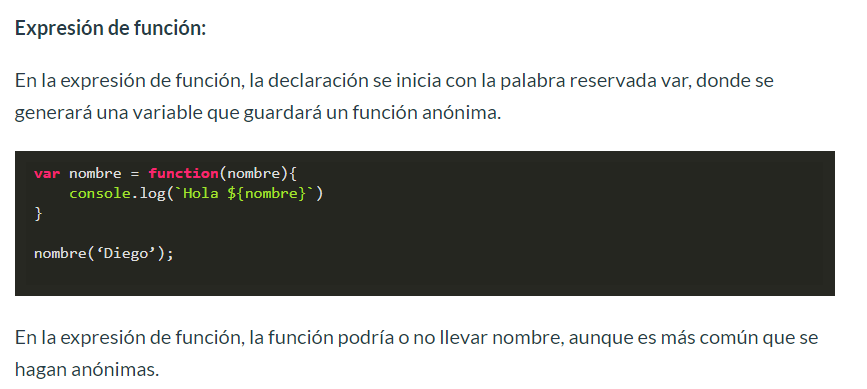 Expresión de función:
En la expresión de función, la declaración se inicia con la palabra reservada var, donde se
generará una variable que guardará un función anónima.
var nombre = function(nombre){
    console.log(`Hola ${nombre}`)
}
nombre(‘Diego’);
En la expresión de función, la función podría o no llevar nombre, aunque es más común que se
hagan anónimas.